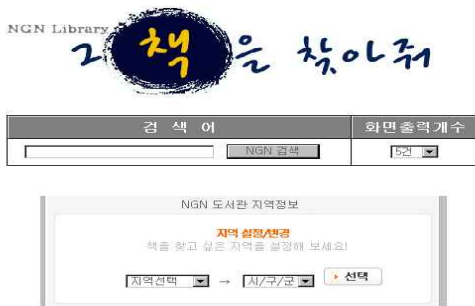 NGN Library
그 책을 찾아줘
검 색 어 화면출력개수
NGN 검색 5건
NGN 도서관 지역정보
지역 설정/변경
책을 찾고 싶은 지역을 설정해 보세요!
지역선택 → 시/구/군 선택